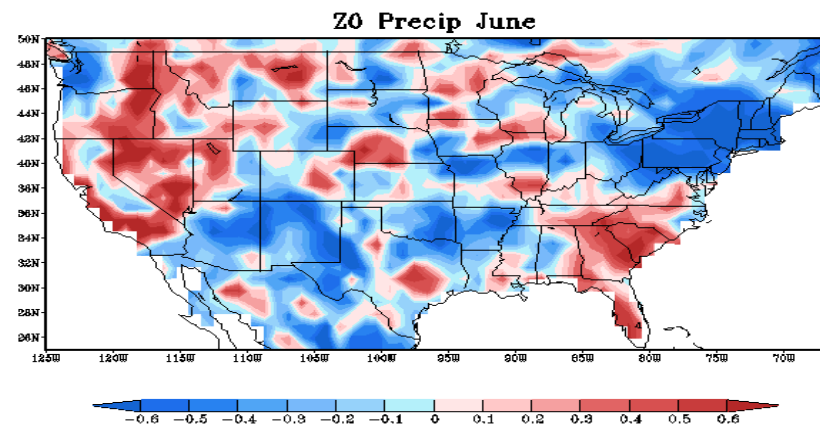 Z0 Precip June
50N
48N
46N
44N
42N
40N
38N
36N
34N
32N
30N
28N
26N
125W 120W 115W 110W 105W 100W 95W 90W 85W 80W 75W 70W
-0.6 -0.5 -0.4 -0.3 -0.2 -0.1 0 0.1 0.2 0.3 0.4 0.5 0.6